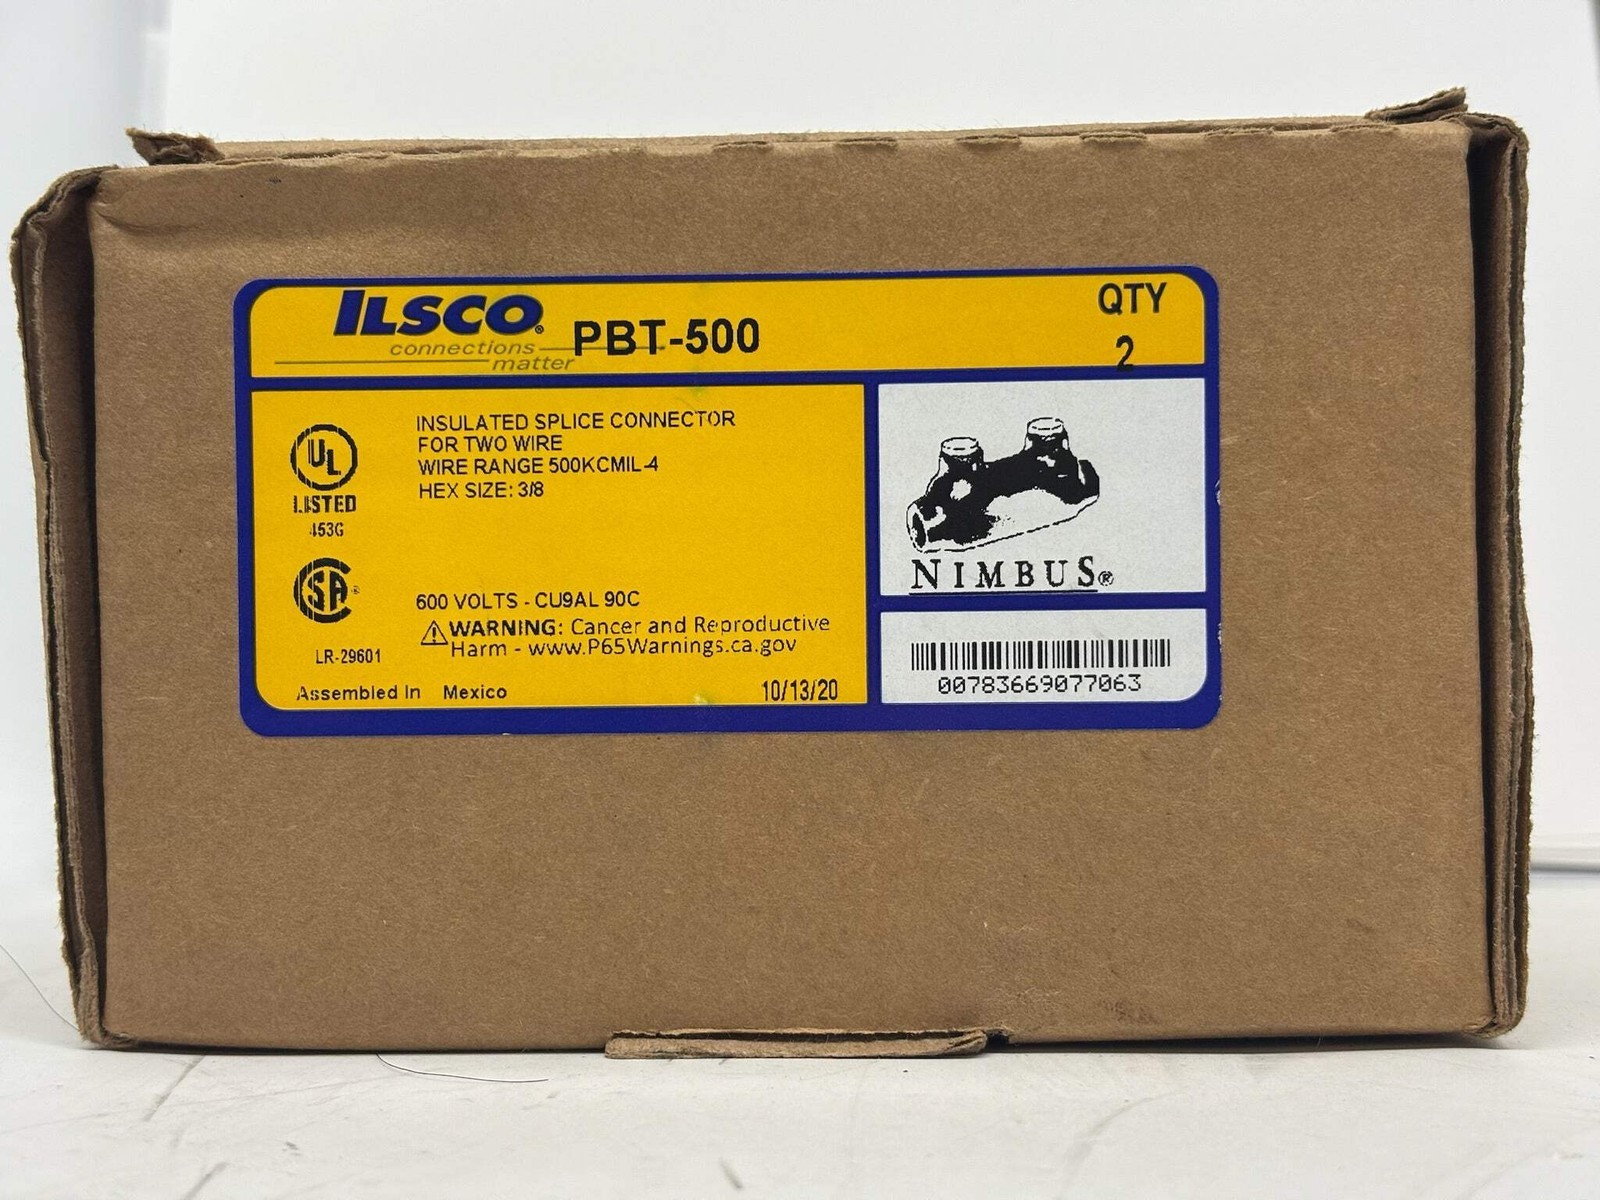 ILSCO®
connections
matter
PBT-500
QTY
2
UL
LISTED
453G
INSULATED SPLICE CONNECTOR
FOR TWO WIRE
WIRE RANGE 500KCMIL-4
HEX SIZE: 3/8
SA®
LR-29601
600 VOLTS - CU9AL 90C
⚠WARNING: Cancer and Reproductive
Harm - www.P65Warnings.ca.gov
Assembled In Mexico
10/13/20
NIMBUS®
00783669077063